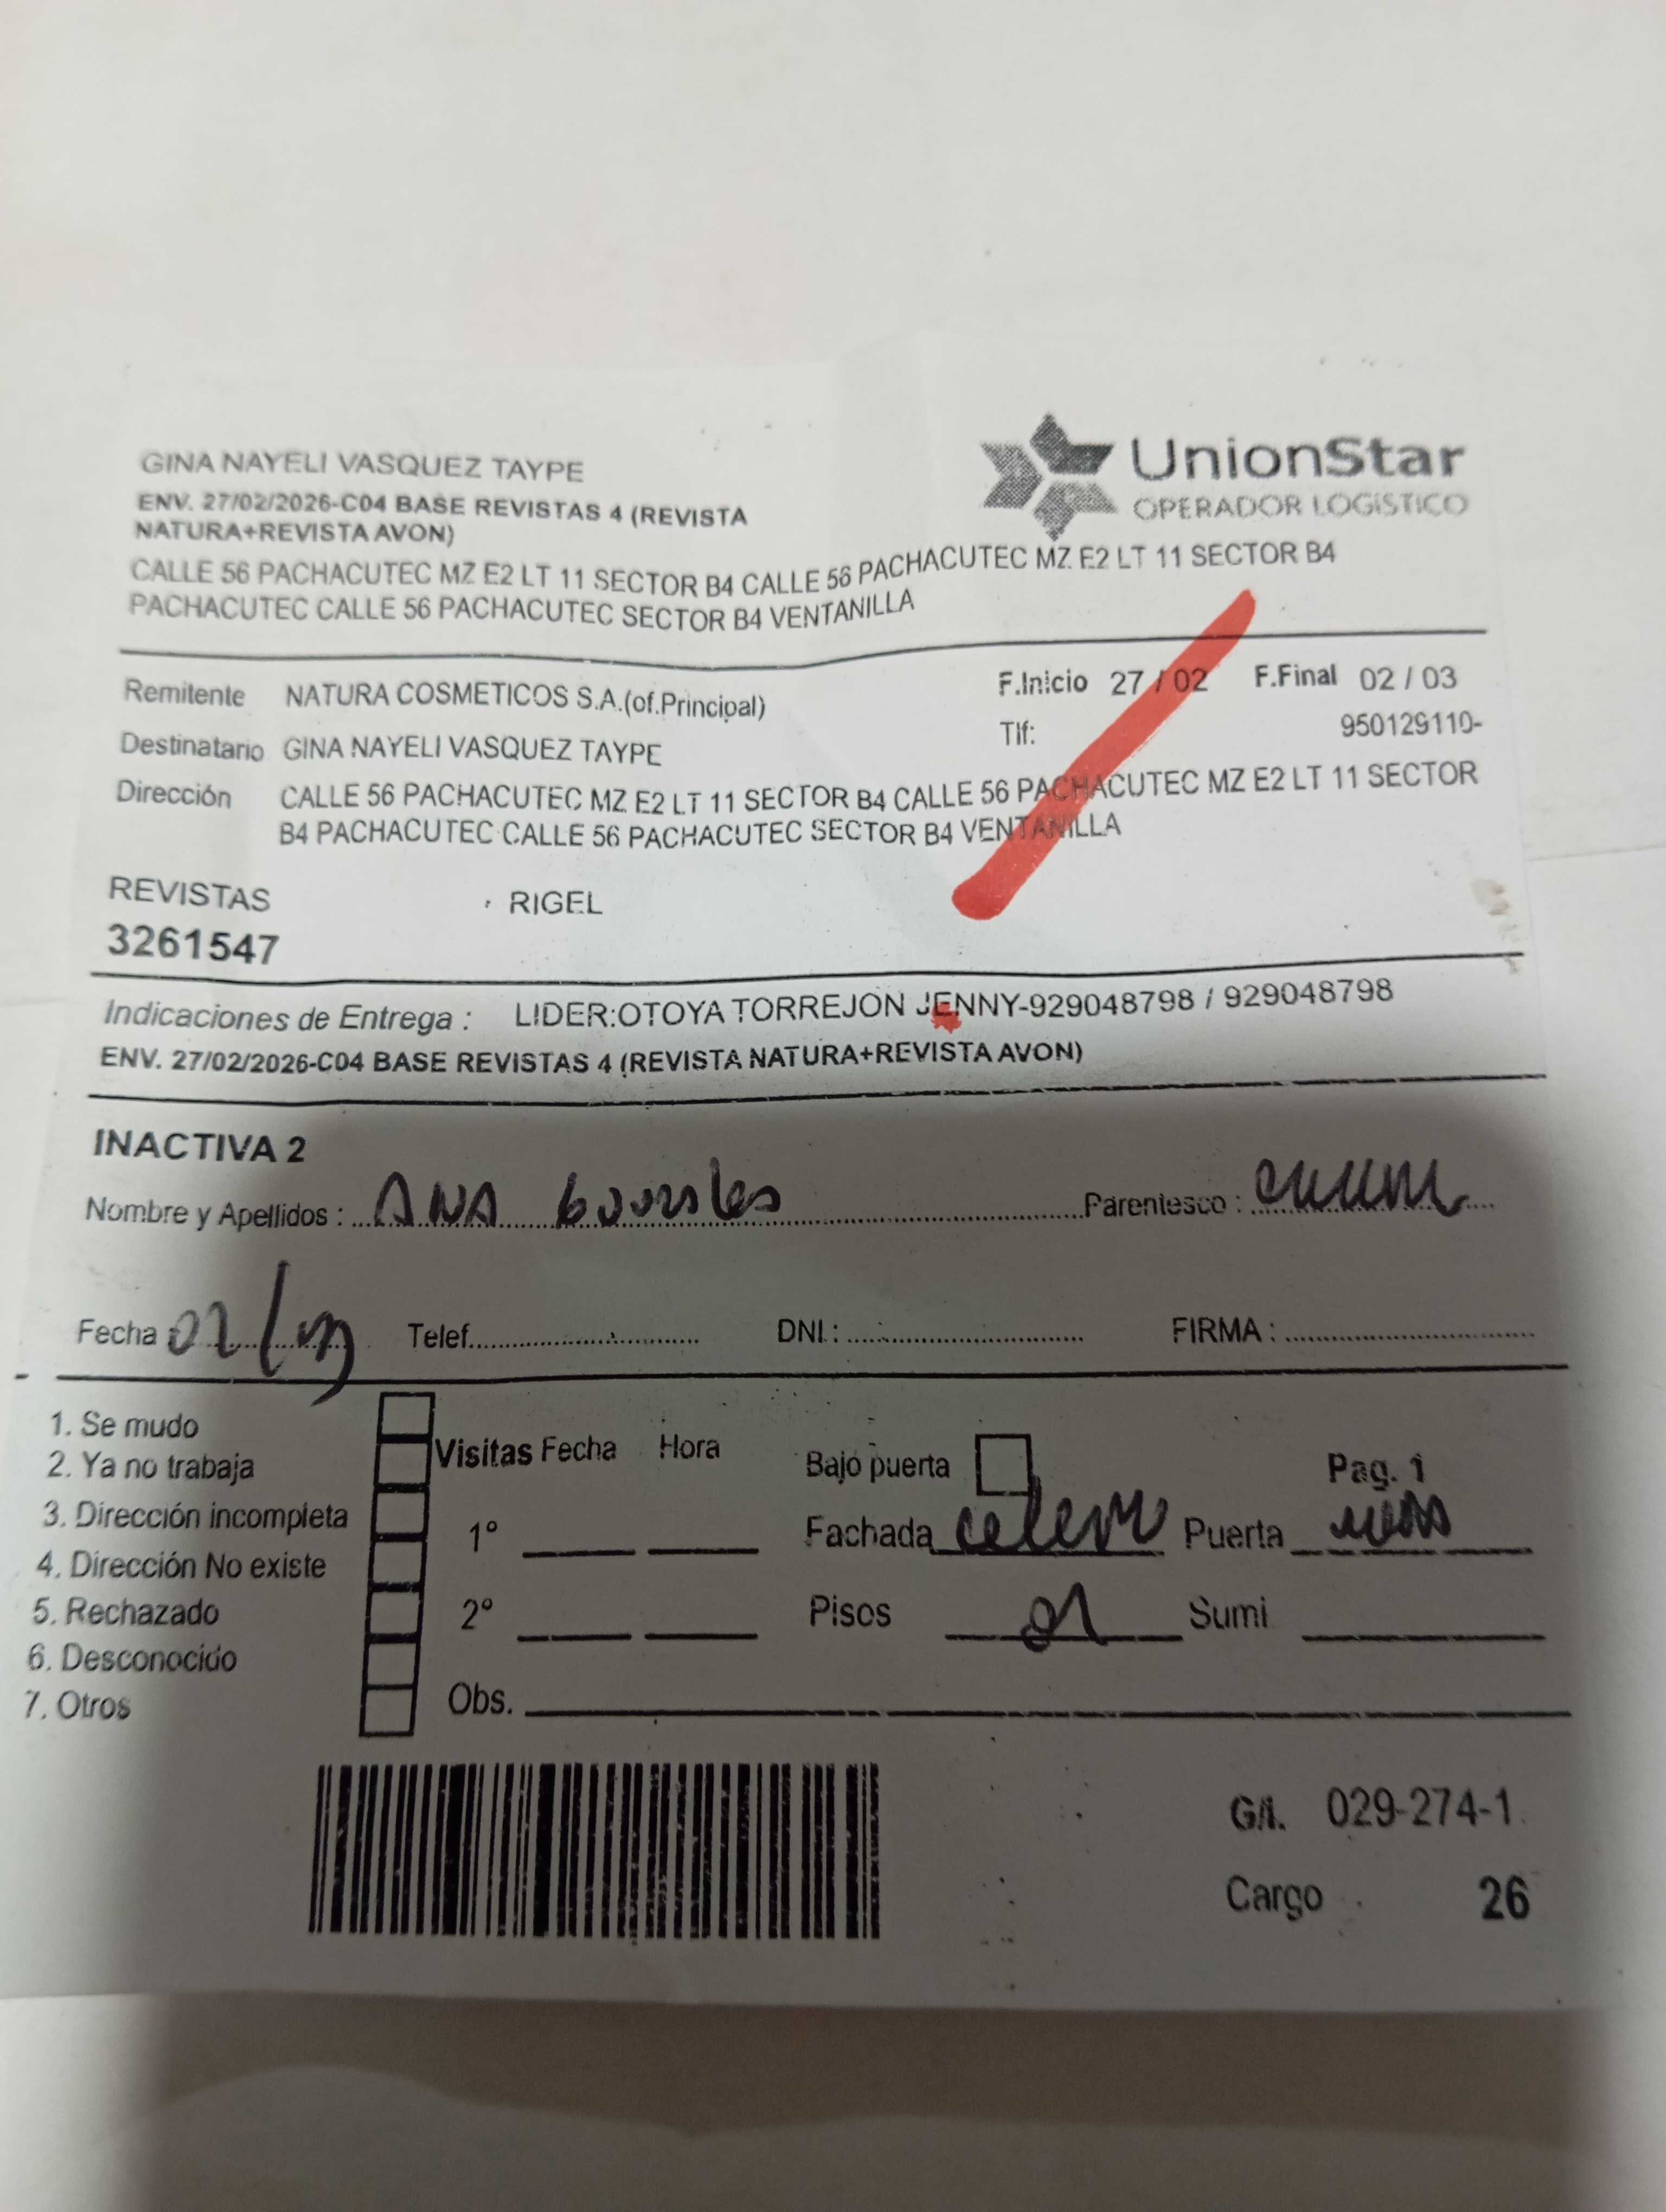 GINA NAYELI VASQUEZ TAYPE
ENV. 27/02/2026-C04 BASE REVISTAS 4 (REVISTA
NATURA+REVISTA AVON)
CALLE 56 PACHACUTEC MZ E2 LT 11 SECTOR B4 CALLE 56 PACHACUTEC MZ E2 LT 11 SECTOR B4
PACHACUTEC CALLE 56 PACHACUTEC SECTOR B4 VENTANILLA
UnionStar
OPERADOR LOGISTICO
Remitente NATURA COSMETICOS S.A.(of.Principal)
F.Inicio 27 / 02 F.Final 02 / 03
Destinatario GINA NAYELI VASQUEZ TAYPE
Tlf: 950129110-
Dirección CALLE 56 PACHACUTEC MZ E2 LT 11 SECTOR B4 CALLE 56 PACHACUTEC MZ E2 LT 11 SECTOR
B4 PACHACUTEC CALLE 56 PACHACUTEC SECTOR B4 VENTANILLA
REVISTAS RIGEL
3261547
Indicaciones de Entrega : LIDER:OTOYA TORREJON JENNY-929048798 / 929048798
ENV. 27/02/2026-C04 BASE REVISTAS 4 (REVISTA NATURA+REVISTA AVON)
INACTIVA 2
Nombre y Apellidos : ANA Parentesco :
Fecha 02/03 Telef. DNI : FIRMA :
1. Se mudo
2. Ya no trabaja
3. Dirección incompleta
4. Dirección No existe
5. Rechazado
6. Desconocido
7. Otros
Visitas Fecha Hora
1°
2°
Obs.
Bajo puerta Pag. 1
Fachada Puerta
Pisos 01 Sumi
G/I. 029-274-1
Cargo 26